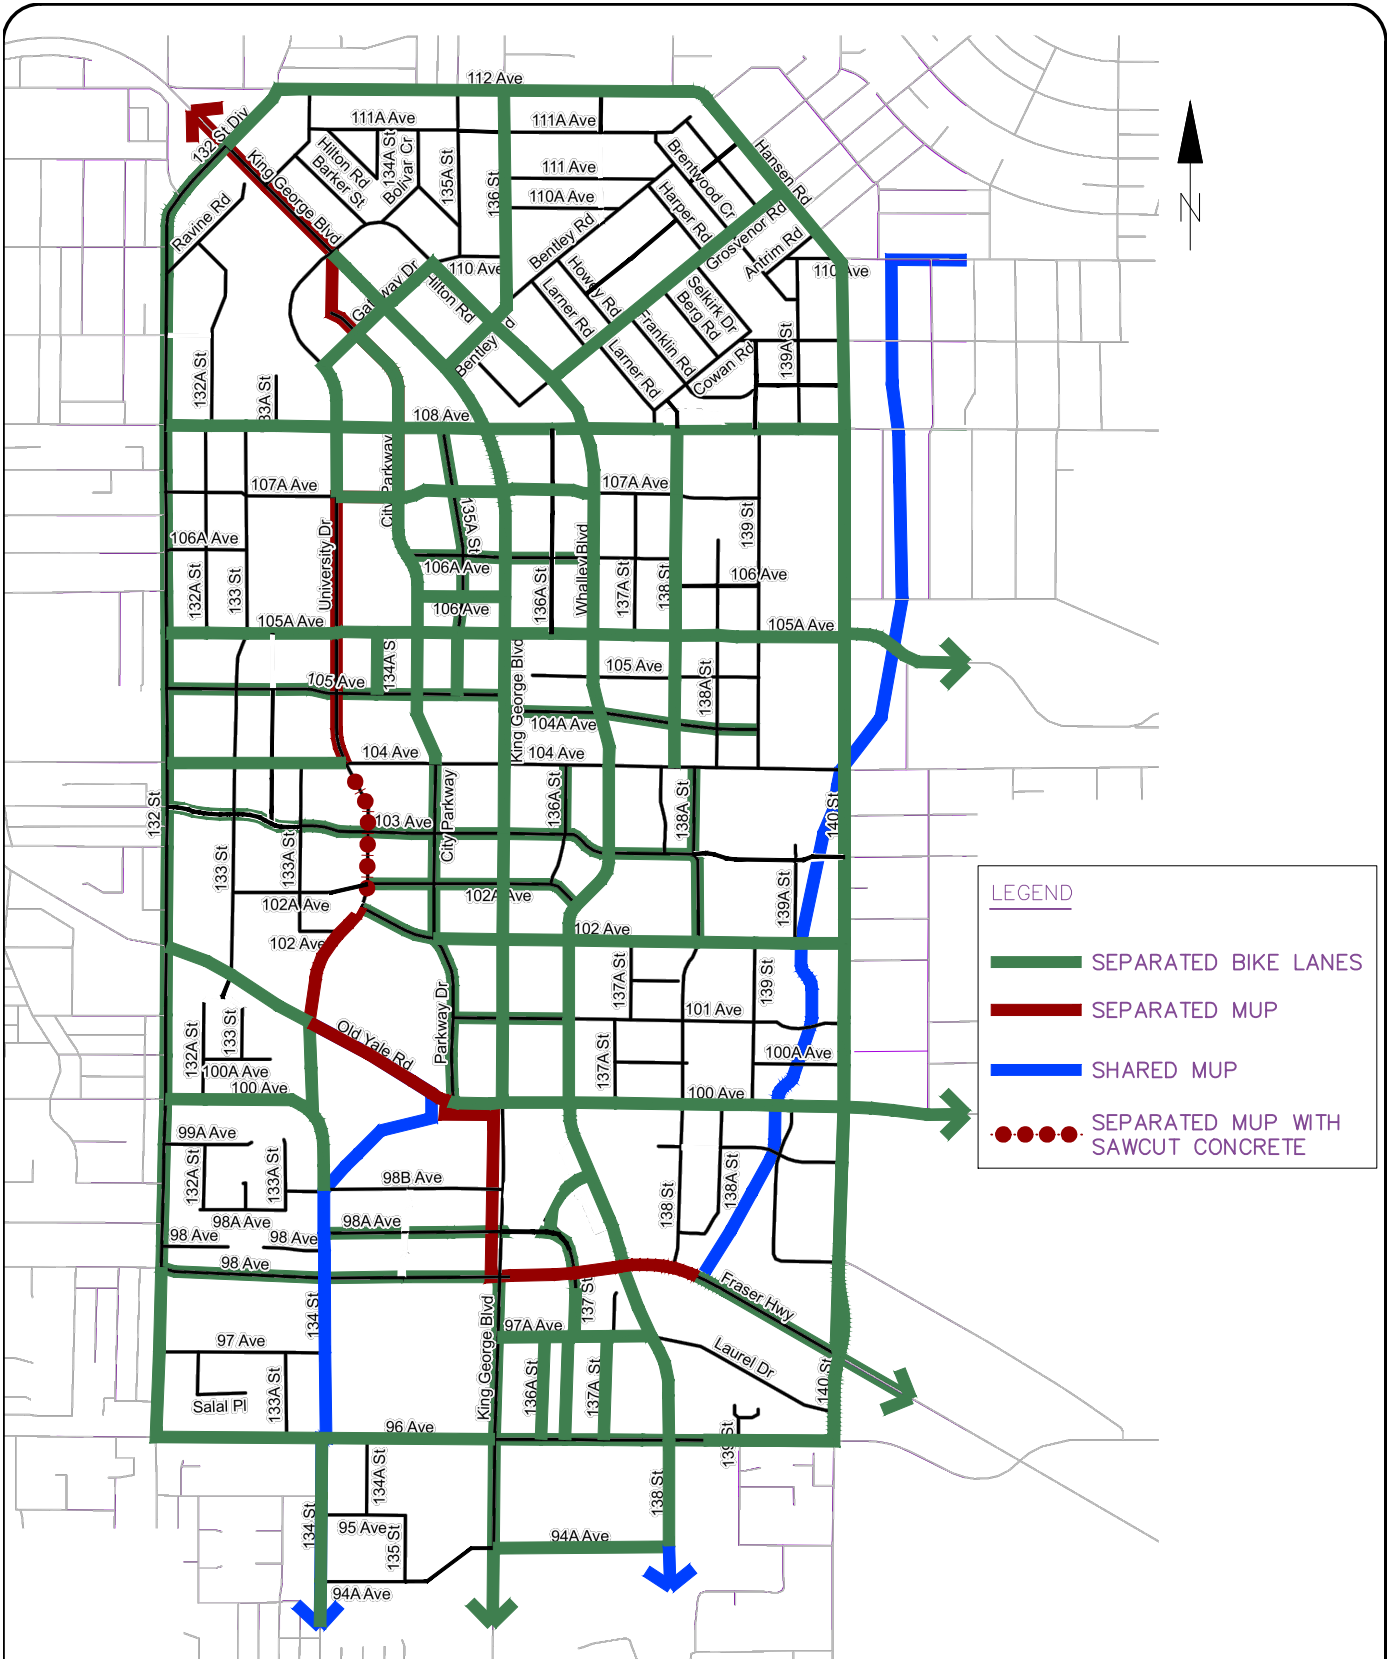 112 Ave
111A Ave
111A Ave
132 St Div
King George Blvd
Hilton Rd
Barker St
134A St
Bolivar Cr
135A St
136 St
111 Ave
110A Ave
Brentwood Cr
Hansen Rd
Harper Rd
Grosvenor Rd
Artrim Rd
Ravine Rd
Bentley Rd
110 Ave
110 Ave
Gateway Dr
Hilton Rd
Howey Rd
Larner Rd
Selkirk Dr
Berg Rd
Franklin Rd
Bentley
Larner Rd
Cowan Rd
139A St
132A St
83A St
108 Ave
City Parkway
107A Ave
107A Ave
135A St
139 St
University Dr
106A Ave
106A Ave
Whalley Blvd
132A St
133 St
136A St
137A St
138 St
106 Ave
106 Ave
105A Ave
105A Ave
134A S
King George Blvd
105 Ave
105 Ave
138A St
104A Ave
104 Ave
104 Ave
132 St
City Parkway
136A St
138A St
140 St
103 Ave
133 St
133A St
102A Ave
102A Ave
139A St
102 Ave
102 Ave
137A St
139 St
Parkway Dr
101 Ave
132A St
133 St
Old Yale Rd
137A St
100A Ave
100A Ave
100 Ave
100 Ave
99A Ave
132A St
133A St
98B Ave
138 St
138A St
98A Ave
98A Ave
98 Ave
98 Ave
98 Ave
134 St
137 St
Fraser Hwy
King George Blvd
97A Ave
97 Ave
Laurel Dr
136A St
137A St
140 St
133A St
Salal Pl
96 Ave
139 St
134A St
138 St
134 St
95 Ave
135 St
94A Ave
94A Ave
N
LEGEND
SEPARATED BIKE LANES
SEPARATED MUP
SHARED MUP
SEPARATED MUP WITH
SAWCUT CONCRETE